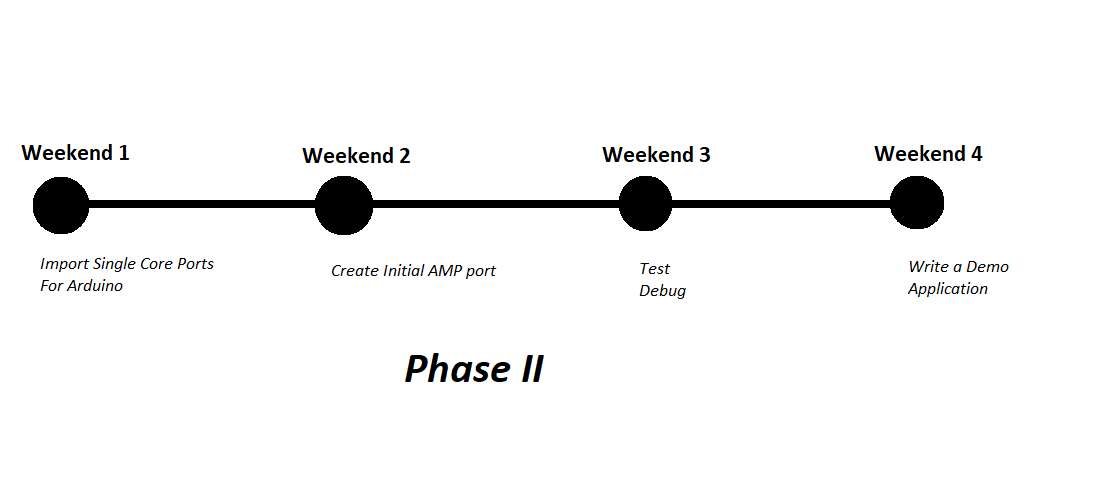 Weekend 1
Weekend 2
Weekend 3
Weekend 4
Import Single Core Ports
For Arduino
Create Initial AMP port
Test
Debug
Write a Demo
Application
Phase II